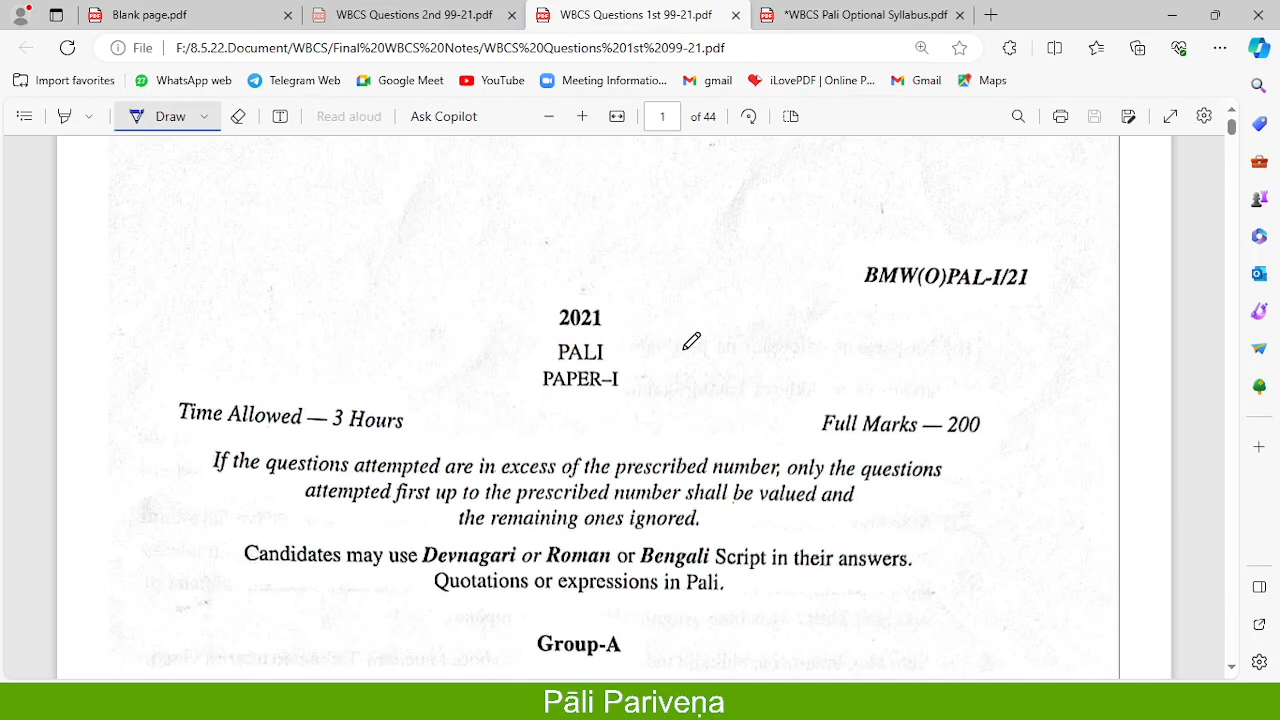 Blank page.pdf
WBCS Questions 2nd 99-21.pdf
WBCS Questions 1st 99-21.pdf
*WBCS Pali Optional Syllabus.pdf
File
F:/8.5.22.Document/WBCS/Final%20WBCS%20Notes/WBCS%20Questions%201st%2099-21.pdf
Import favorites
WhatsApp web
Telegram Web
Google Meet
YouTube
Meeting Informatio...
gmail
iLovePDF | Online P...
Gmail
Maps
Draw
Read aloud
Ask Copilot
1
of 44
BMW(O)PAL-I/21
2021
PALI
PAPER–I
Time Allowed — 3 Hours
Full Marks — 200
If the questions attempted are in excess of the prescribed number, only the questions
attempted first up to the prescribed number shall be valued and
the remaining ones ignored.
Candidates may use Devnagari or Roman or Bengali Script in their answers.
Quotations or expressions in Pali.
Group-A
Pāli Pariveṇa